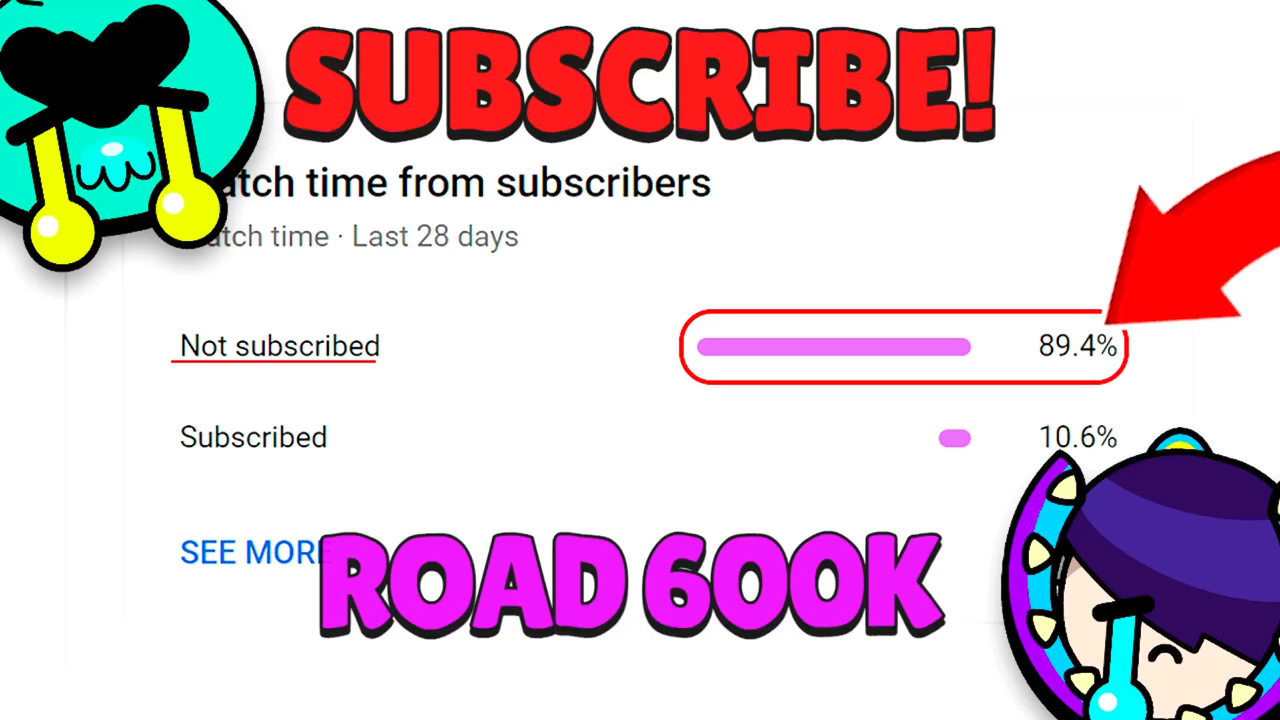 SUBSCRIBE!
atch time from subscribers
atch time · Last 28 days
Not subscribed
89.4%
Subscribed
10.6%
SEE MORE
ROAD 600K